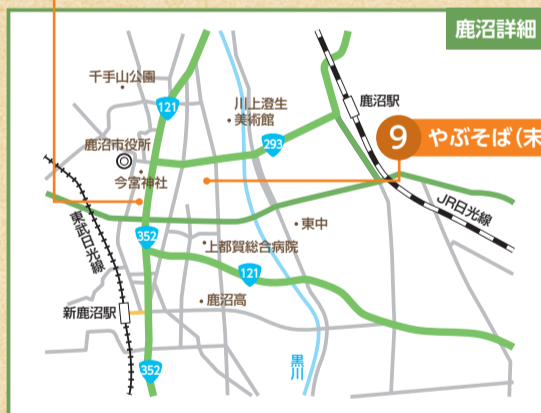 鹿沼詳細
千手山公園
121
川上澄生
美術館
鹿沼駅
293
鹿沼市役所
9 やぶそば(末
今宮神社
JR日光線
東武日光線
352
東中
上都賀総合病院
121
鹿沼高
新鹿沼駅
黒川
352